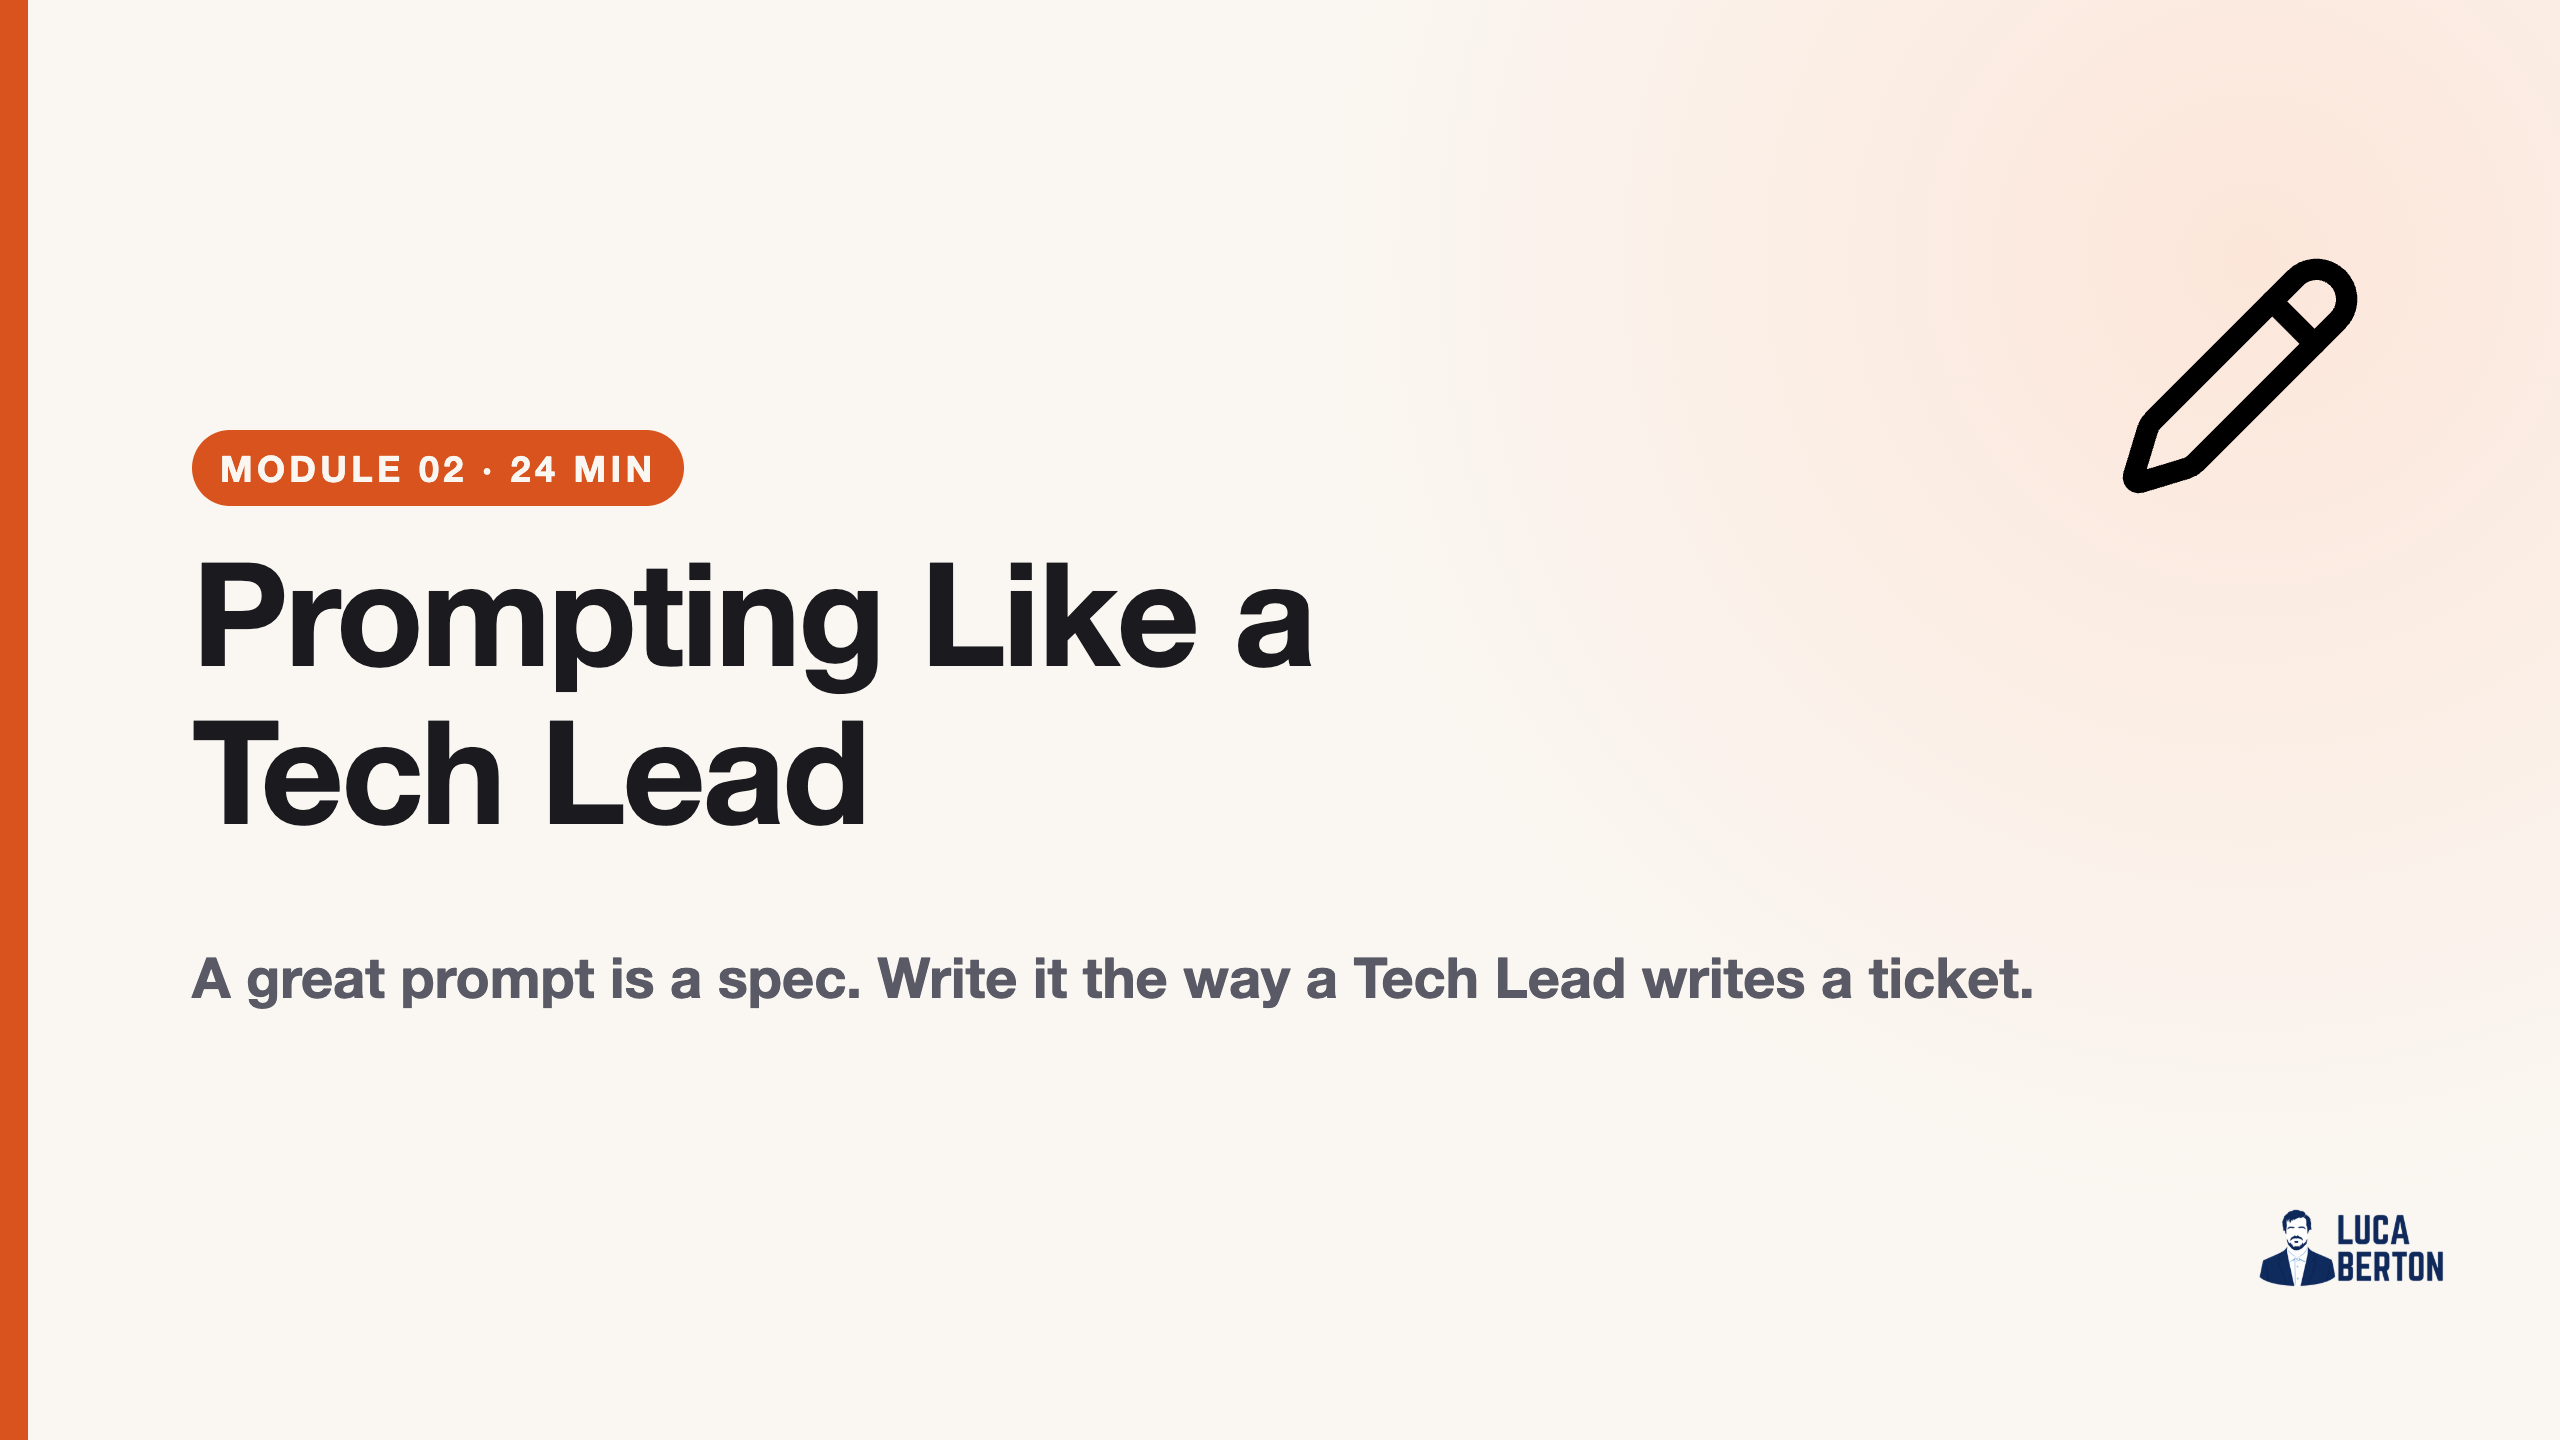 MODULE 02 · 24 MIN
Prompting Like a
Tech Lead
A great prompt is a spec. Write it the way a Tech Lead writes a ticket.
LUCA
BERTON